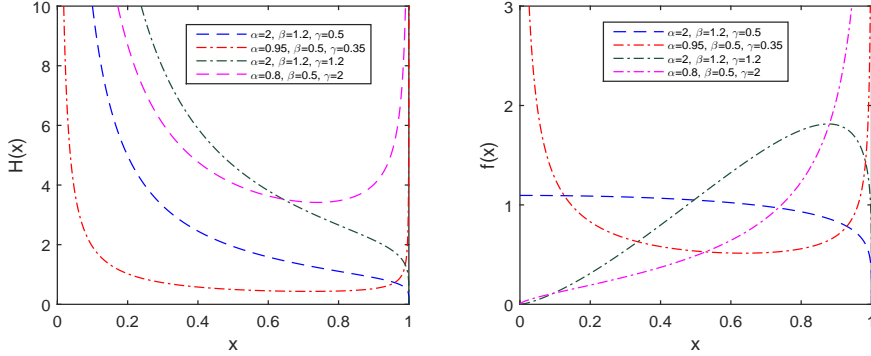 10
8
6
4
2
0
H(x)
α=2, β=1.2, γ=0.5
α=0.95, β=0.5, γ=0.35
α=2, β=1.2, γ=1.2
α=0.8, β=0.5, γ=2
0 0.2 0.4 0.6 0.8 1
x
3
2
1
0
f(x)
α=2, β=1.2, γ=0.5
α=0.95, β=0.5, γ=0.35
α=2, β=1.2, γ=1.2
α=0.8, β=0.5, γ=2
0 0.2 0.4 0.6 0.8 1
x